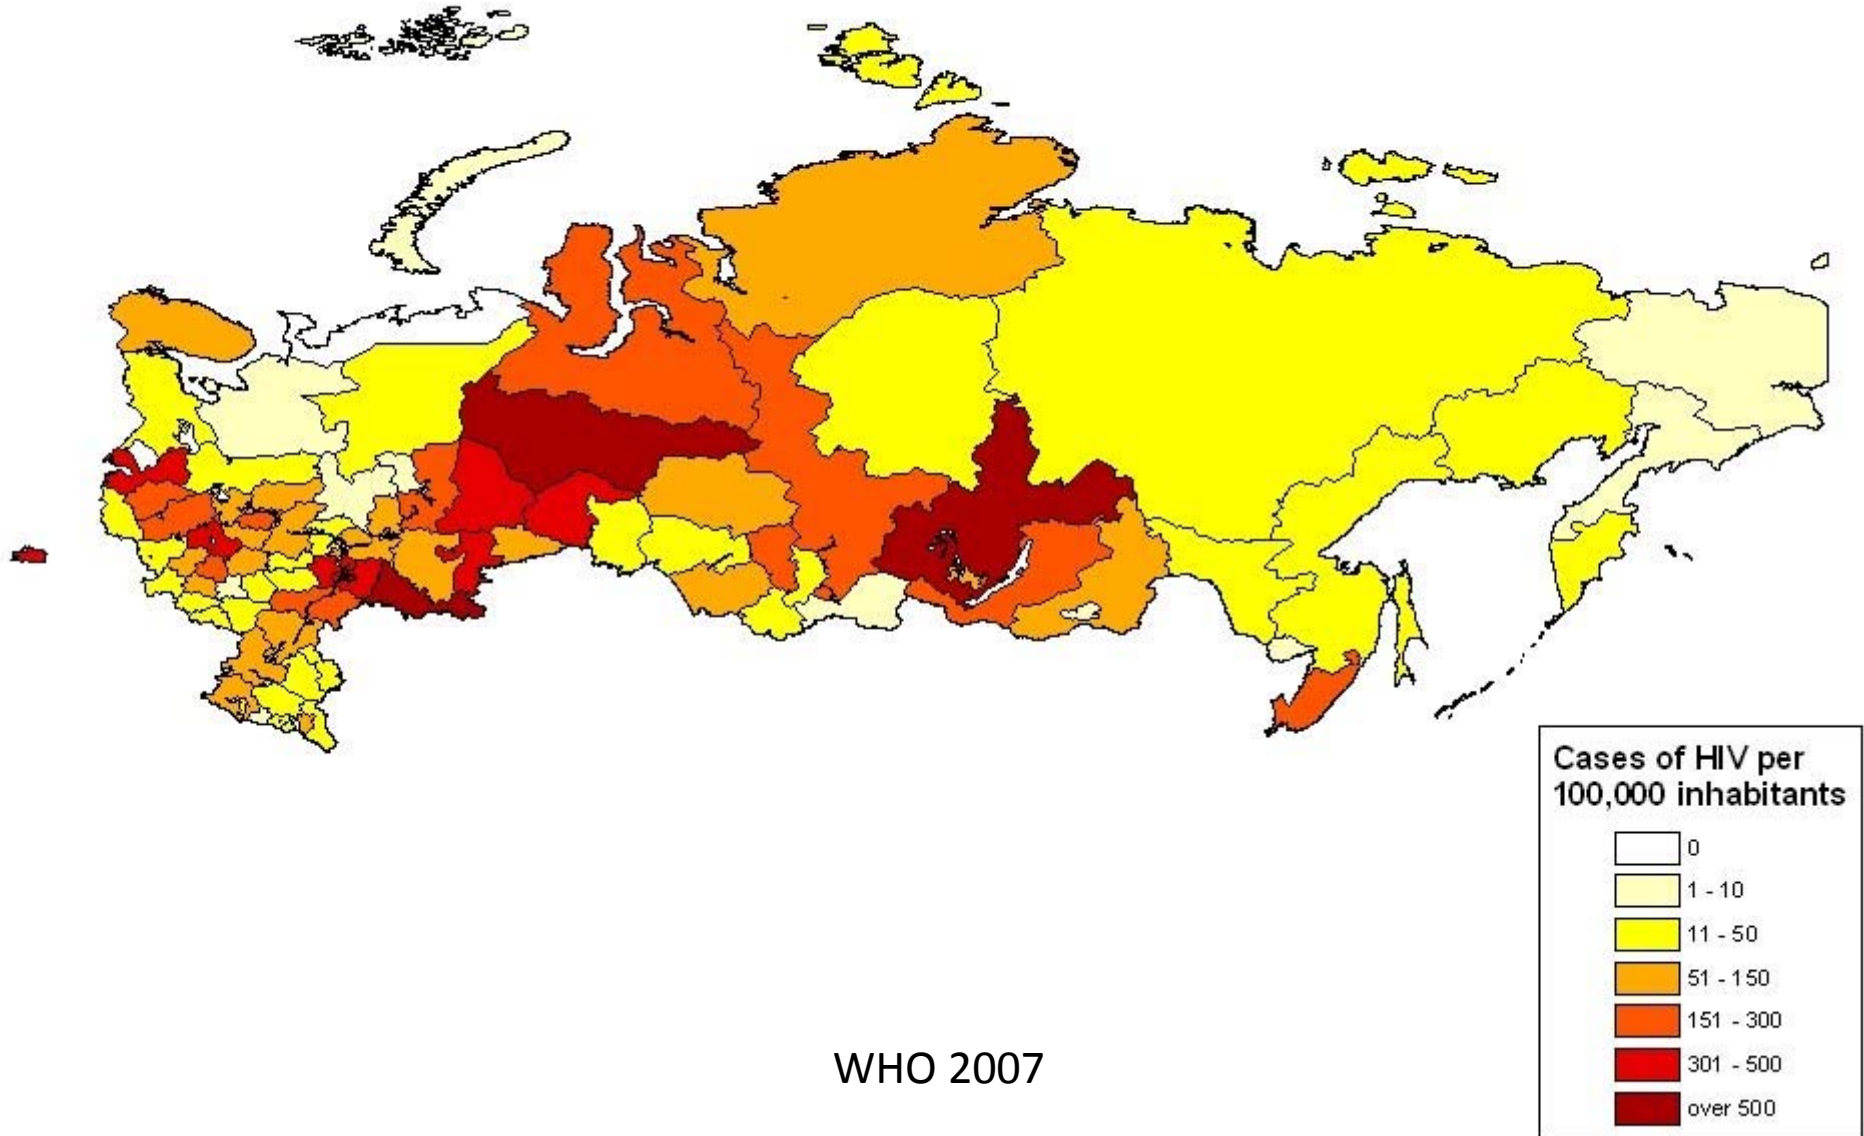 Cases of HIV per
100,000 inhabitants
0
1 - 10
11 - 50
51 - 150
151 - 300
301 - 500
over 500
WHO 2007